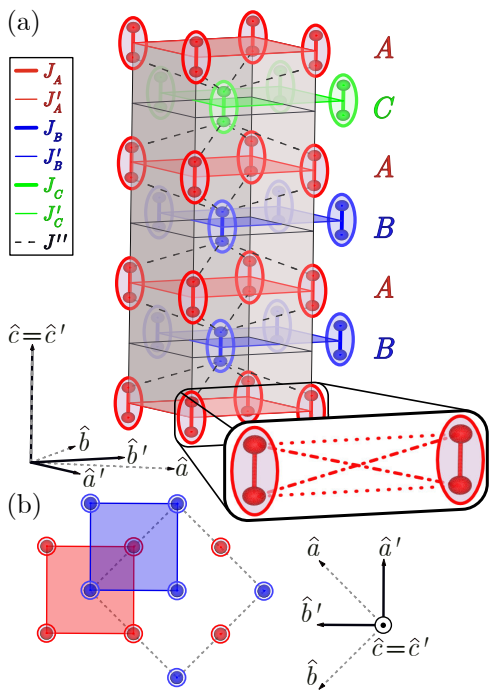 (a)
J_A
J'_A
J_B
J'_B
J_C
J'_C
J''
A
C
A
B
A
B
ĉ=ĉ'
b̂
b̂'
â
â'
(b)
â
â'
b̂'
ĉ=ĉ'
b̂